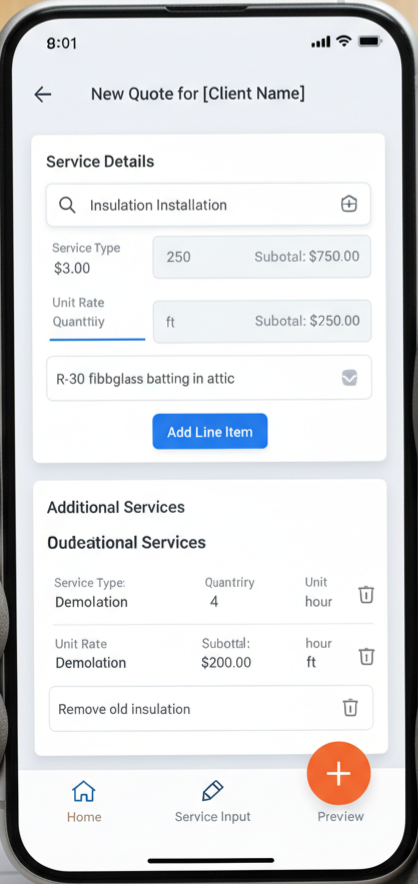 8:01
New Quote for [Client Name]
Service Details
Insulation Installation
Service Type
$3.00
250 Subotal: $750.00
Unit Rate
Quanttiiy
ft Subotal: $250.00
R-30 fibbglass batting in attic
Add Line Item
Additional Services
Oudeational Services
Service Type: Quantriry Unit
Demolation 4 hour
Unit Rate Subottal: hour
Demolation $200.00 ft
Remove old insulation
Home Service Input Preview